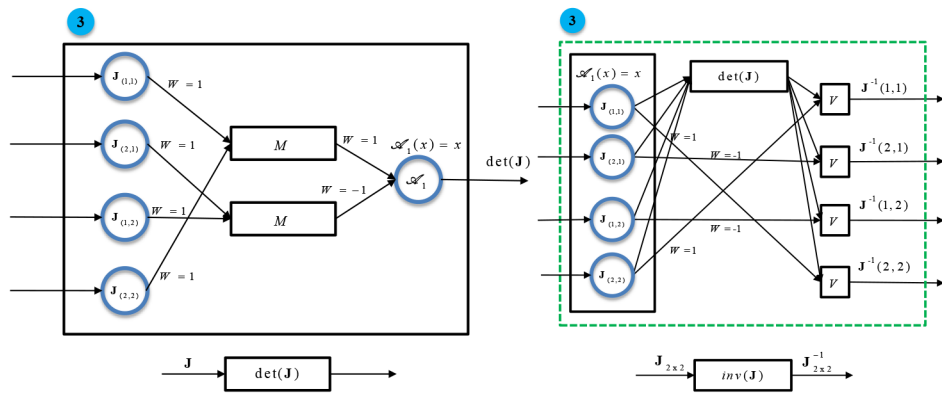 3
J(1,1)
W = 1
J(2,1)
W = 1
M
W = 1
𝒜1(x) = x
𝒜1
det(J)
J(1,2)
W = 1
M
W = −1
J(2,2)
W = 1
J
det(J)
3
𝒜1(x) = x
det(J)
J(1,1)
V
J-1(1,1)
W=1
J(2,1)
W=-1
V
J-1(2,1)
J(1,2)
W=-1
V
J-1(1,2)
W=1
J(2,2)
V
J-1(2,2)
J2x2
inv(J)
J-12x2